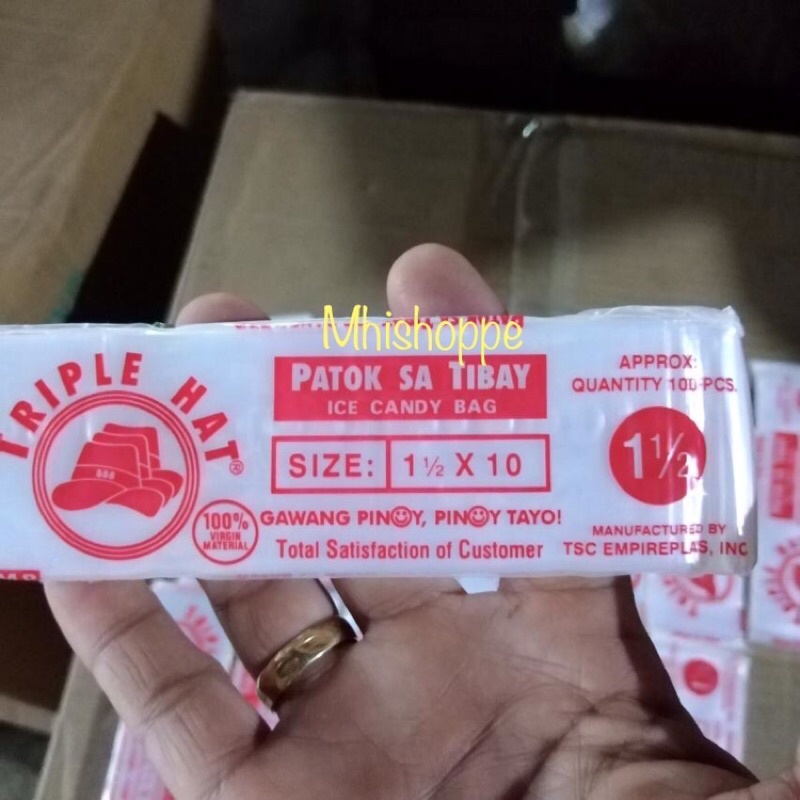 Mhishoppe
TRIPLE HAT®
888
PATOK SA TIBAY
ICE CANDY BAG
SIZE: 1½ X 10
100%
VIRGIN
MATERIAL
GAWANG PINOY, PINOY TAYO!
Total Satisfaction of Customer
APPROX:
QUANTITY 100-PCS.
1½
MANUFACTURED BY
TSC EMPIREPLAS, INC